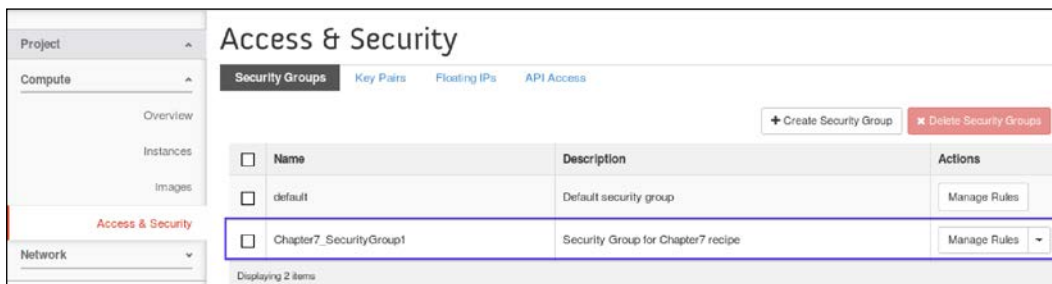 Project
Access & Security
Compute
Security Groups Key Pairs Floating IPs API Access
Overview
+ Create Security Group × Delete Security Groups
Instances
Name Description Actions
Images
default Default security group Manage Rules
Access & Security
Chapter7_SecurityGroup1 Security Group for Chapter7 recipe Manage Rules
Network
Displaying 2 items